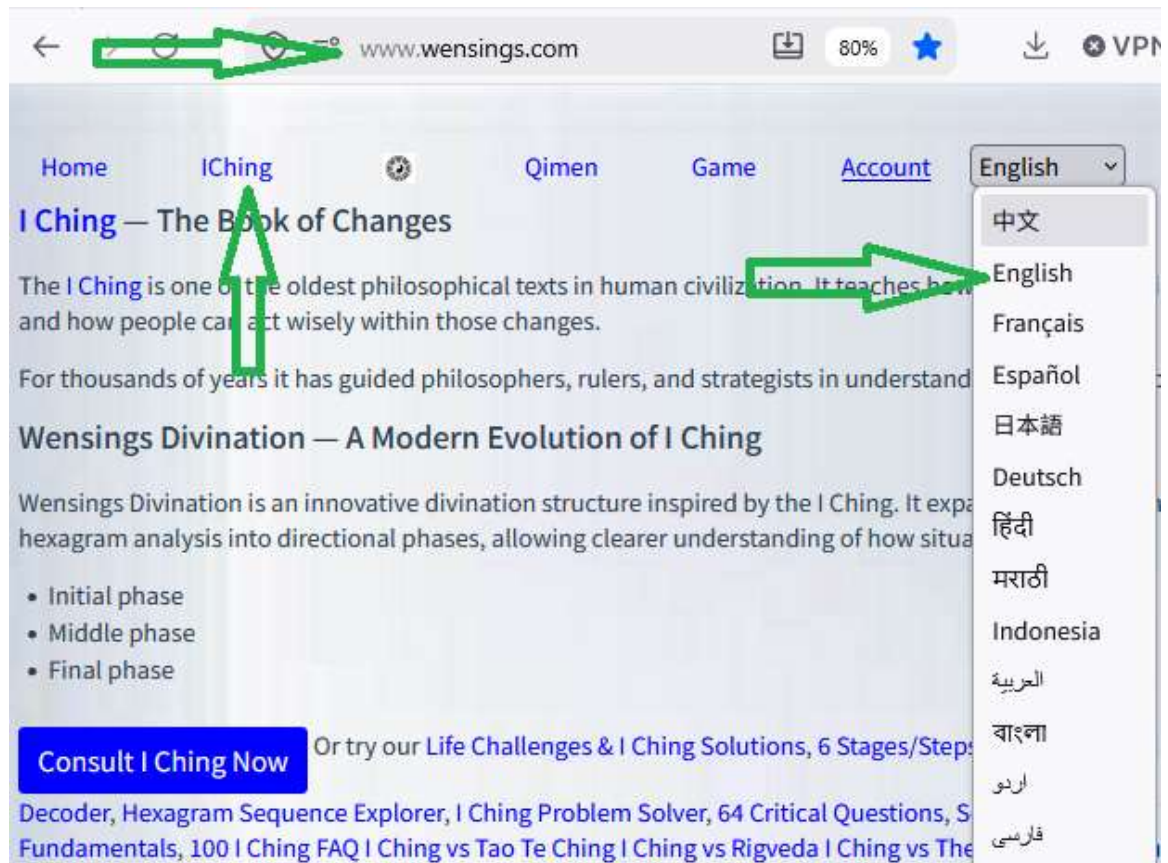 www.wensings.com 80% VPN
Home IChing Qimen Game Account English
I Ching — The Book of Changes
The I Ching is one of the oldest philosophical texts in human civilization. It teaches how
and how people can act wisely within those changes.
For thousands of years it has guided philosophers, rulers, and strategists in understand
Wensings Divination — A Modern Evolution of I Ching
Wensings Divination is an innovative divination structure inspired by the I Ching. It expa
hexagram analysis into directional phases, allowing clearer understanding of how situa
• Initial phase
• Middle phase
• Final phase
Consult I Ching Now Or try our Life Challenges & I Ching Solutions, 6 Stages/Steps
Decoder, Hexagram Sequence Explorer, I Ching Problem Solver, 64 Critical Questions, S
Fundamentals, 100 I Ching FAQ I Ching vs Tao Te Ching I Ching vs Rigveda I Ching vs The
中文
English
Français
Español
日本語
Deutsch
हिंदी
मराठी
Indonesia
العربية
বাংলা
اردو
فارسی